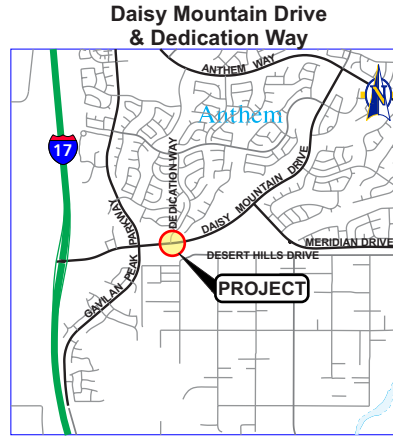 Daisy Mountain Drive
& Dedication Way
ANTHEM WAY
N
Anthem
17
DEDICATION WAY
DAISY MOUNTAIN DRIVE
GAVILAN PEAK PARKWAY
MERIDIAN DRIVE
DESERT HILLS DRIVE
PROJECT